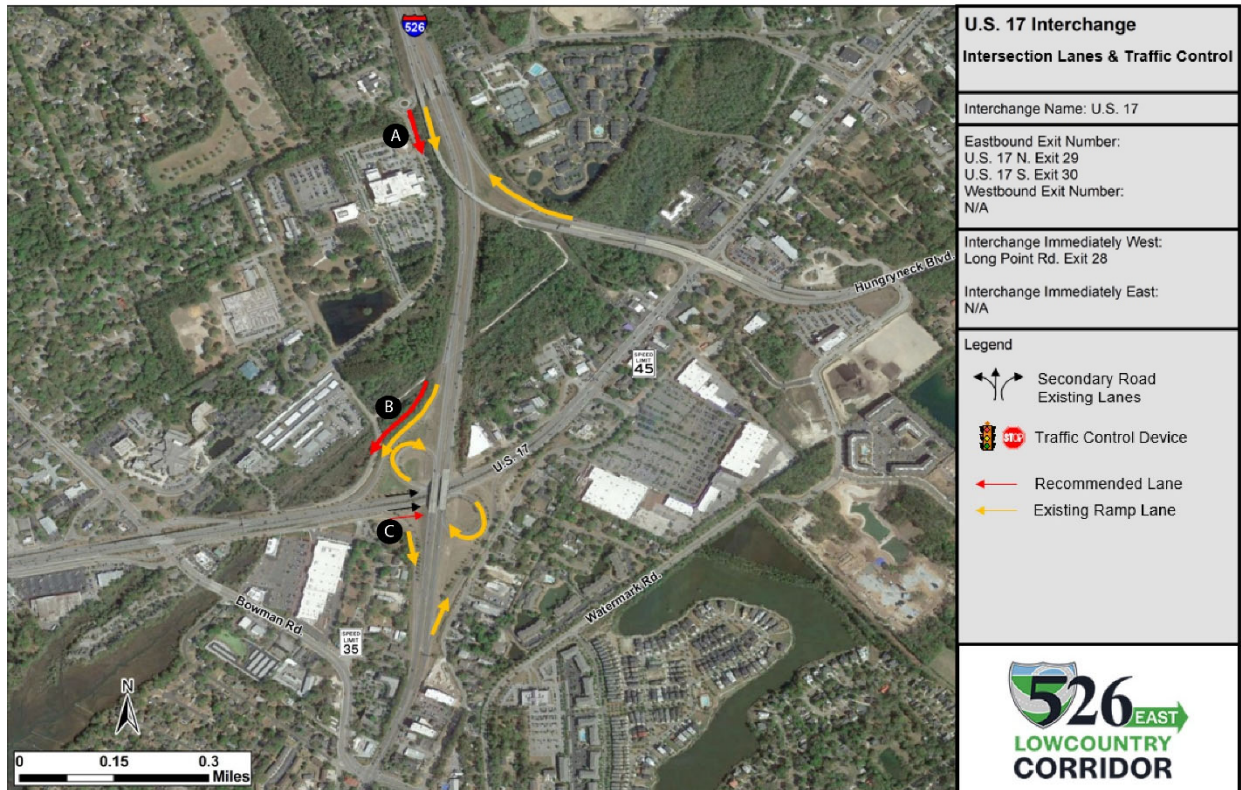 526
A
B
C
U.S. 17
Hungryneck Blvd.
SPEED
LIMIT
45
Watermark Rd.
Bowman Rd.
SPEED
LIMIT
35
N
0 0.15 0.3
Miles
U.S. 17 Interchange
Intersection Lanes & Traffic Control
Interchange Name: U.S. 17
Eastbound Exit Number:
U.S. 17 N. Exit 29
U.S. 17 S. Exit 30
Westbound Exit Number:
N/A
Interchange Immediately West:
Long Point Rd. Exit 28
Interchange Immediately East:
N/A
Legend
Secondary Road
Existing Lanes
STOP
Traffic Control Device
Recommended Lane
Existing Ramp Lane
526 EAST
LOWCOUNTRY
CORRIDOR